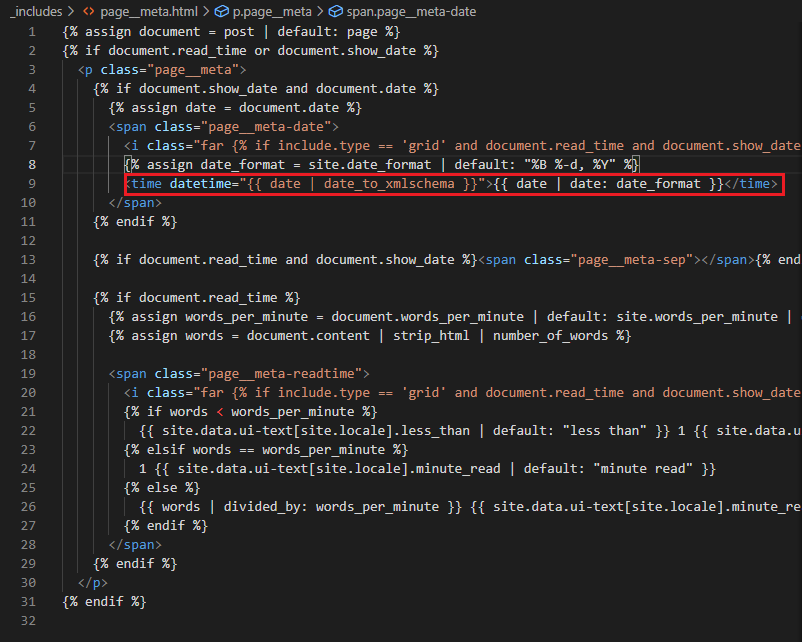 _includes > <> page__meta.html > p.page__meta > span.page__meta-date
1 {% assign document = post | default: page %}
2 {% if document.read_time or document.show_date %}
3 <p class="page__meta">
4 {% if document.show_date and document.date %}
5 {% assign date = document.date %}
6 <span class="page__meta-date">
7 <i class="far {% if include.type == 'grid' and document.read_time and document.show_date
8 {% assign date_format = site.date_format | default: "%B %-d, %Y" %}
9 <time datetime="{{ date | date_to_xmlschema }}">{{ date | date: date_format }}</time>
10 </span>
11 {% endif %}
12
13 {% if document.read_time and document.show_date %}<span class="page__meta-sep"></span>{% end
14
15 {% if document.read_time %}
16 {% assign words_per_minute = document.words_per_minute | default: site.words_per_minute |
17 {% assign words = document.content | strip_html | number_of_words %}
18
19 <span class="page__meta-readtime">
20 <i class="far {% if include.type == 'grid' and document.read_time and document.show_date
21 {% if words < words_per_minute %}
22 {{ site.data.ui-text[site.locale].less_than | default: "less than" }} 1 {{ site.data.u
23 {% elsif words == words_per_minute %}
24 1 {{ site.data.ui-text[site.locale].minute_read | default: "minute read" }}
25 {% else %}
26 {{ words | divided_by: words_per_minute }} {{ site.data.ui-text[site.locale].minute_re
27 {% endif %}
28 </span>
29 {% endif %}
30 </p>
31 {% endif %}
32